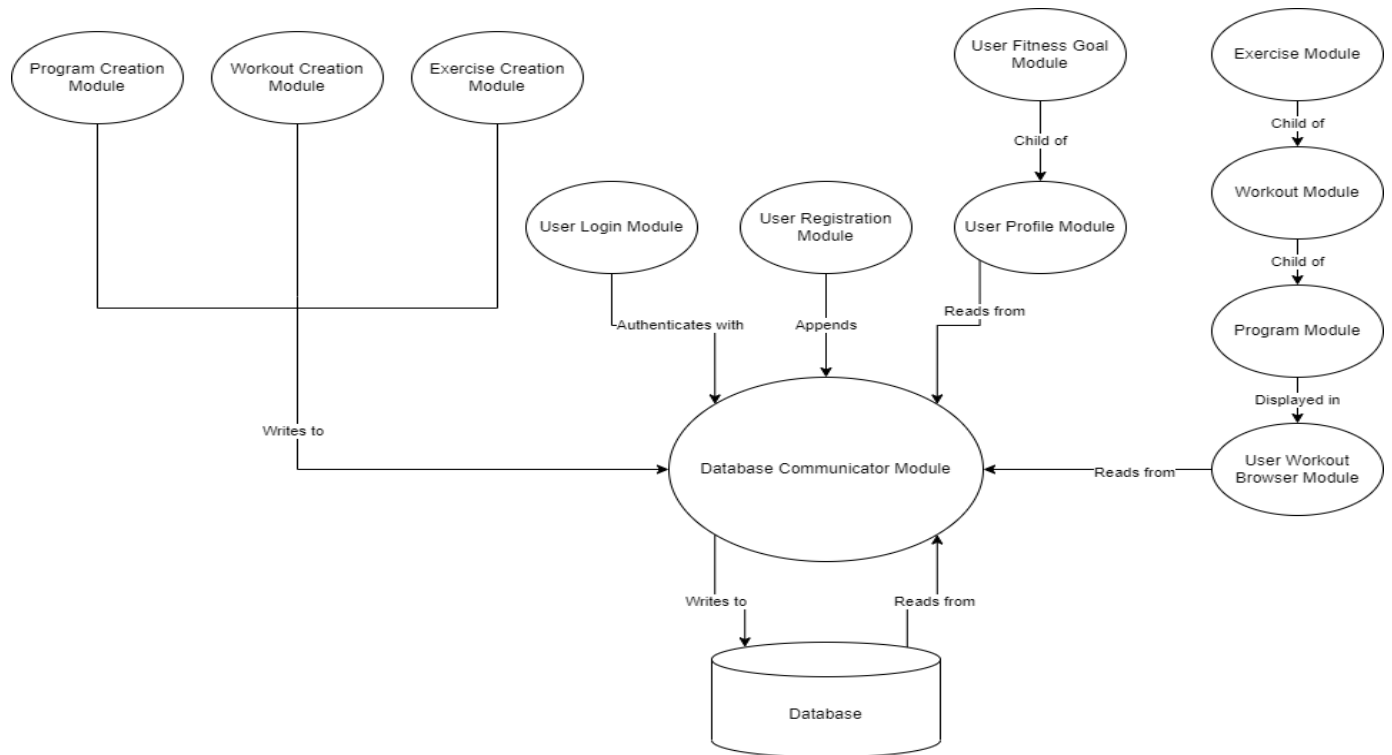 Program Creation
Module
Workout Creation
Module
Exercise Creation
Module
User Fitness Goal
Module
Exercise Module
Child of
Child of
User Login Module
User Registration
Module
User Profile Module
Workout Module
Child of
Authenticates with
Appends
Reads from
Program Module
Displayed in
Writes to
Database Communicator Module
Reads from
User Workout
Browser Module
Writes to
Reads from
Database